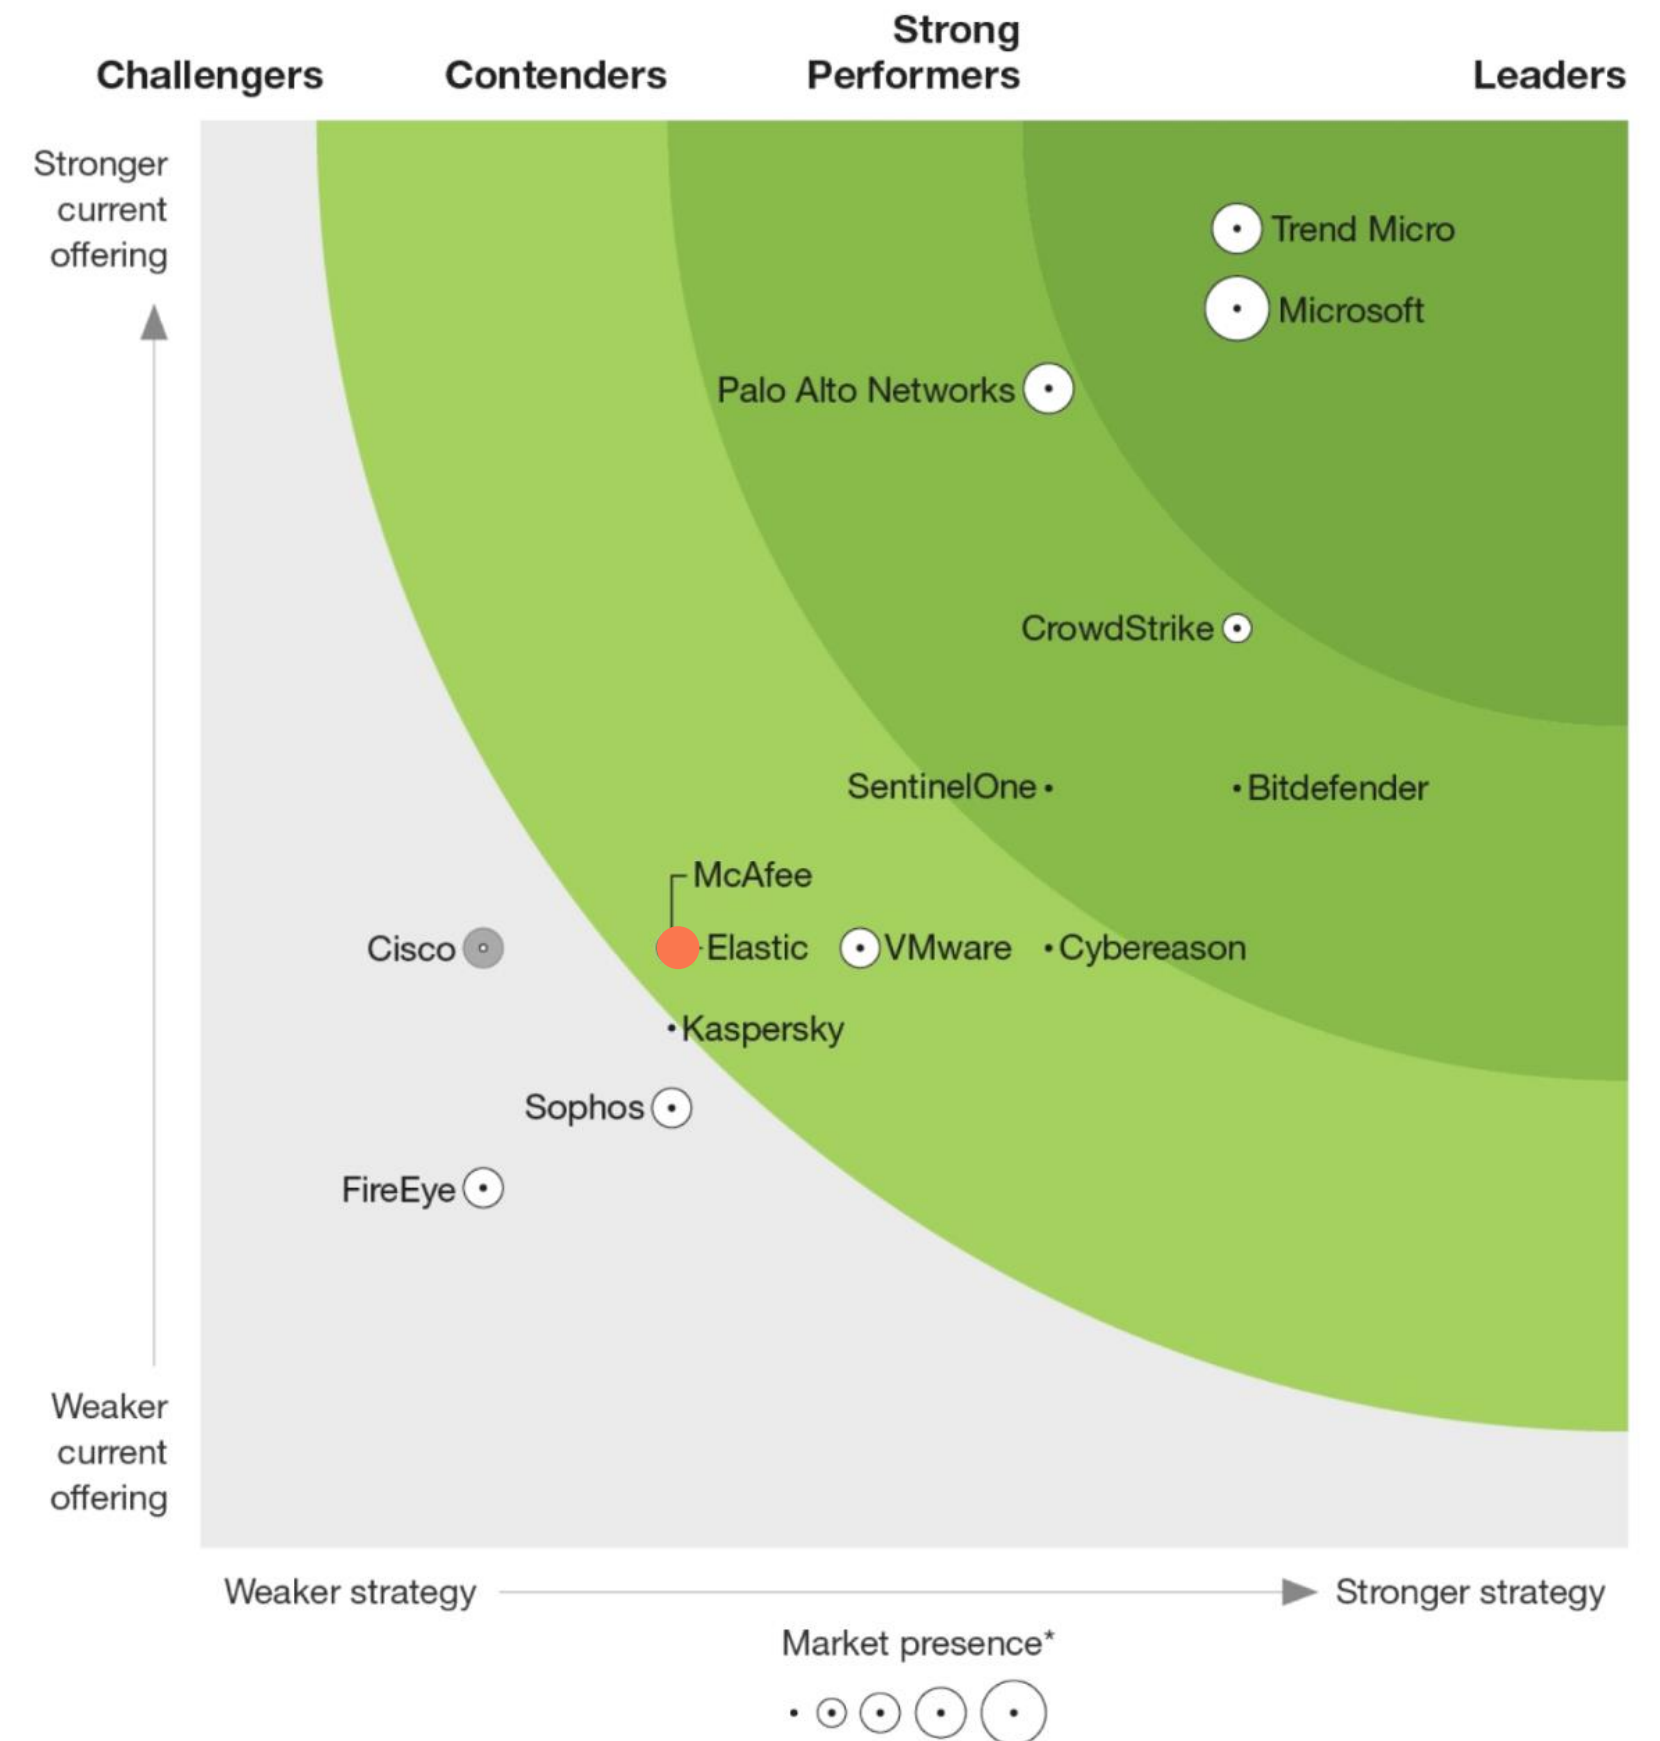 Challengers
Contenders
Strong
Performers
Leaders
Stronger
current
offering
Trend Micro
Microsoft
Palo Alto Networks
CrowdStrike
SentinelOne
Bitdefender
McAfee
Cisco
Elastic
VMware
Cybereason
Kaspersky
Sophos
FireEye
Weaker
current
offering
Weaker strategy
Stronger strategy
Market presence*